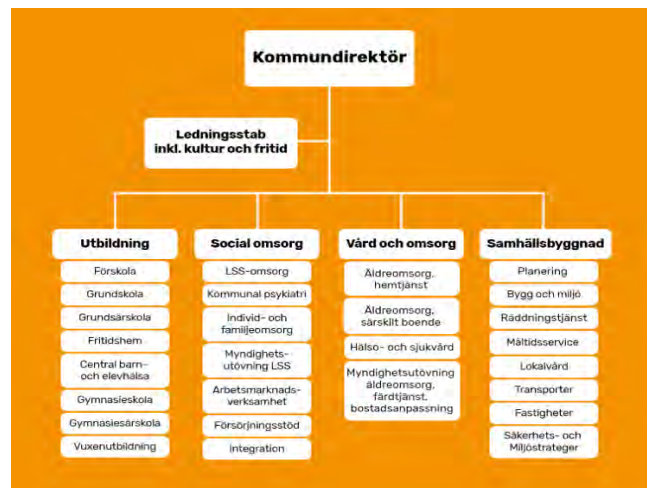 Kommundirektör
Ledningsstab
inkl. kultur och fritid
Utbildning
Förskola
Grundskola
Grundsärskola
Fritidshem
Central barn-
och elevhälsa
Gymnasieskola
Gymnasiesärskola
Vuxenutbildning
Social omsorg
LSS-omsorg
Kommunal psykiatri
Individ- och
familjeomsorg
Myndighets-
utövning LSS
Arbetsmarknads-
verksamhet
Försörjningsstöd
Integration
Vård och omsorg
Äldreomsorg,
hemtjänst
Äldreomsorg,
särskilt boende
Hälso- och sjukvård
Myndighetsutövning
äldreomsorg,
färdtjänst,
bostadsanpassning
Samhällsbyggnad
Planering
Bygg och miljö
Räddningstjänst
Måltidsservice
Lokalvård
Transporter
Fastigheter
Säkerhets- och
Miljöstrateger